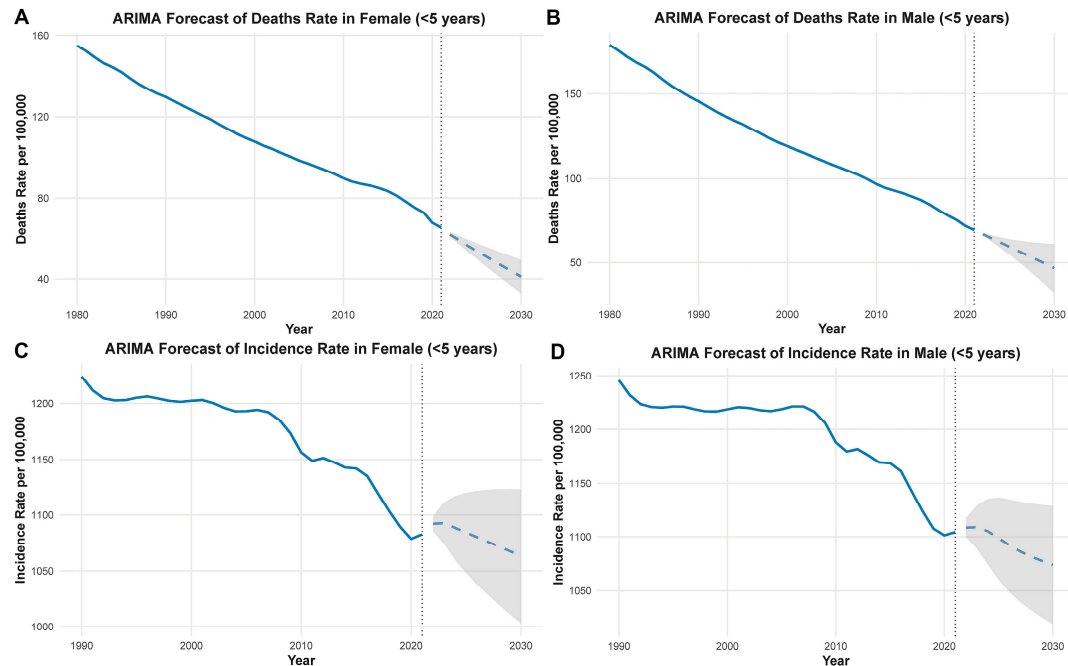 A
ARIMA Forecast of Deaths Rate in Female (<5 years)
Deaths Rate per 100,000
160
120
80
40
1980 1990 2000 2010 2020 2030
Year
B
ARIMA Forecast of Deaths Rate in Male (<5 years)
Deaths Rate per 100,000
150
100
50
1980 1990 2000 2010 2020 2030
Year
C
ARIMA Forecast of Incidence Rate in Female (<5 years)
Incidence Rate per 100,000
1200
1150
1100
1050
1000
1990 2000 2010 2020 2030
Year
D
ARIMA Forecast of Incidence Rate in Male (<5 years)
Incidence Rate per 100,000
1250
1200
1150
1100
1050
1990 2000 2010 2020 2030
Year